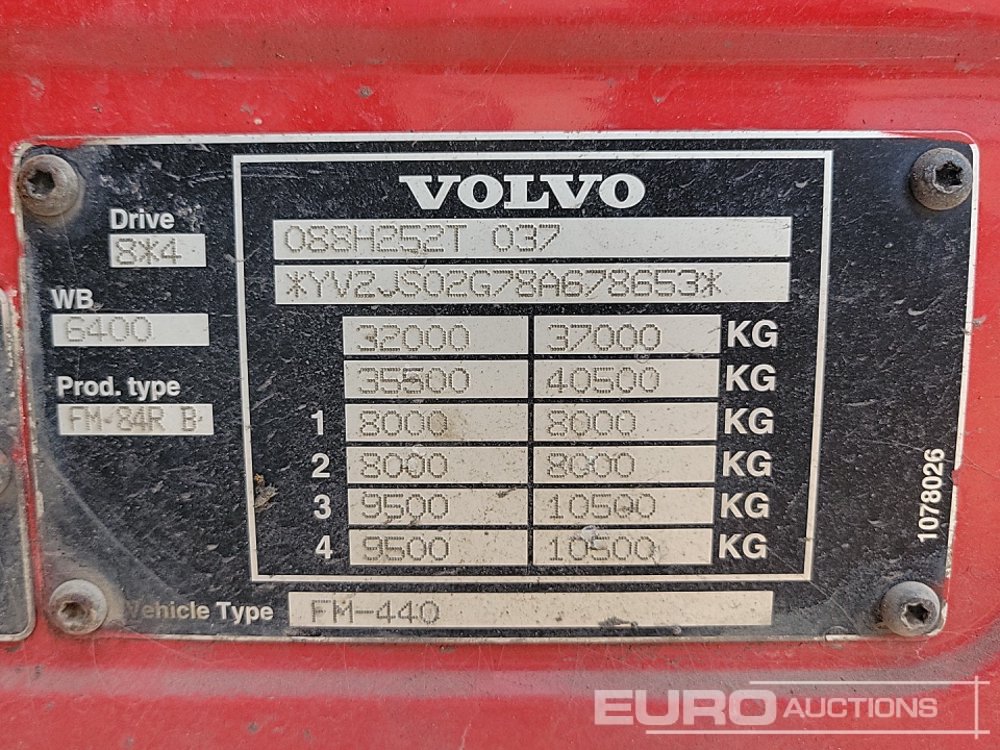 VOLVO
Drive
8*4
088H252T 037
*YV2JS02G78A678653*
WB
6400
32000 37000 KG
35500 40500 KG
Prod. type
FM-84R B
1 8000 8000 KG
2 8000 8000 KG
3 9500 10500 KG
4 9500 10500 KG
1078026
Vehicle Type FM-440
EURO AUCTIONS